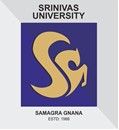 SRINIVAS
UNIVERSITY
SAMAGRA GNANA
ESTD: 1988